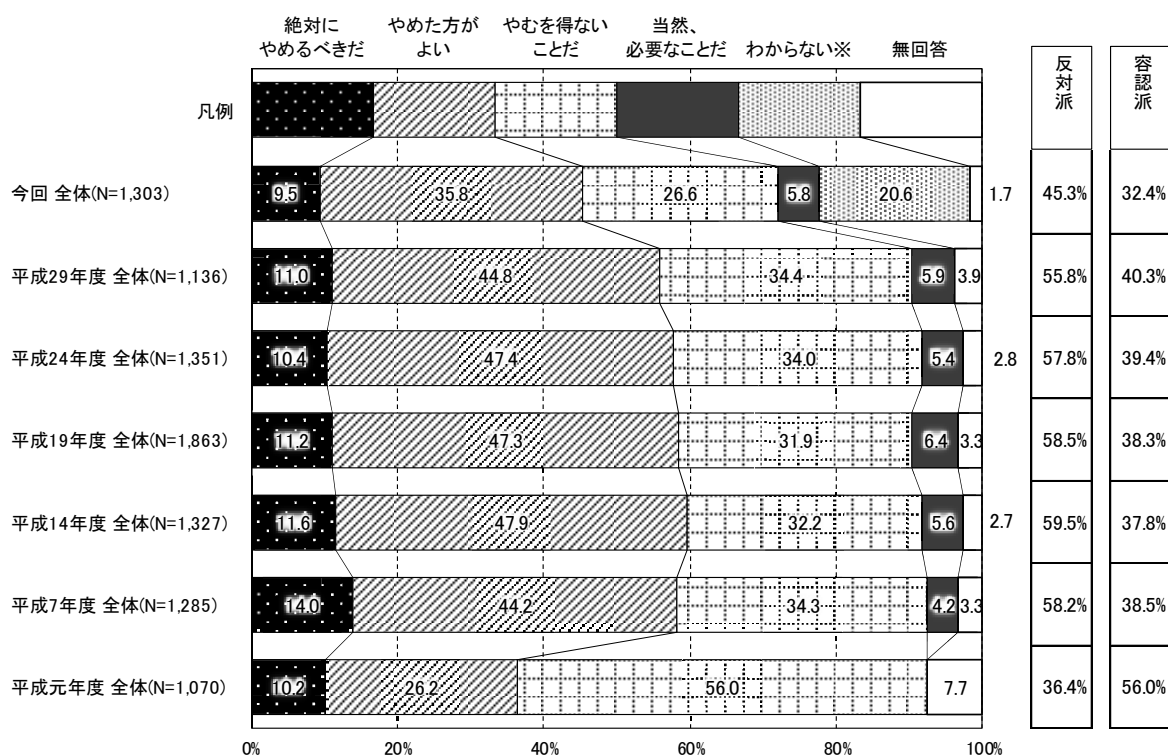 絶対に
やめるべきだ
やめた方が
よい
やむを得ない
ことだ
当然、
必要なことだ
わからない※
無回答
反対派
容認派
凡例
今回 全体(N=1,303)
9.5
35.8
26.6
5.8
20.6
1.7
45.3%
32.4%
平成29年度 全体(N=1,136)
11.0
44.8
34.4
5.9
3.9
55.8%
40.3%
平成24年度 全体(N=1,351)
10.4
47.4
34.0
5.4
2.8
57.8%
39.4%
平成19年度 全体(N=1,863)
11.2
47.3
31.9
6.4
3.3
58.5%
38.3%
平成14年度 全体(N=1,327)
11.6
47.9
32.2
5.6
2.7
59.5%
37.8%
平成7年度 全体(N=1,285)
14.0
44.2
34.3
4.2
3.3
58.2%
38.5%
平成元年度 全体(N=1,070)
10.2
26.2
56.0
7.7
36.4%
56.0%
0%
20%
40%
60%
80%
100%